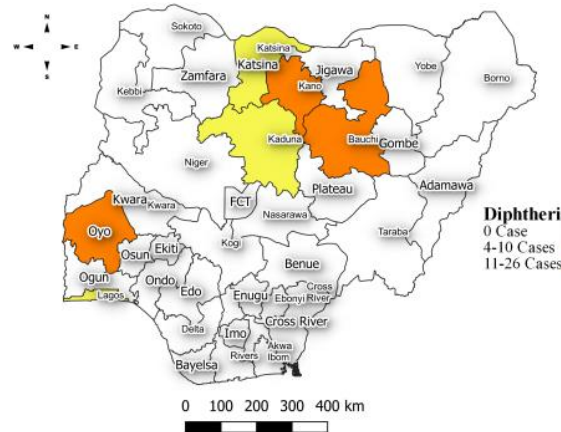 N
W E
S
Sokoto
Katsina
Katsina
Zamfara
Jigawa
Yobe
Borno
Kebbi
Kano
Kaduna
Bauchi
Gombe
Niger
Adamawa
Plateau
FCT
Kwara
Kwara
Nasarawa
Oyo
Taraba
Kogi
Osun
Ekiti
Benue
Ogun
Ondo
Edo
Enugu
Ebonyi
Cross
River
Lagos
Cross River
Delta
Imo
Rivers
Akwa
Ibom
Bayelsa
Diphtheri
0 Case
4-10 Cases
11-26 Cases
0 100 200 300 400 km